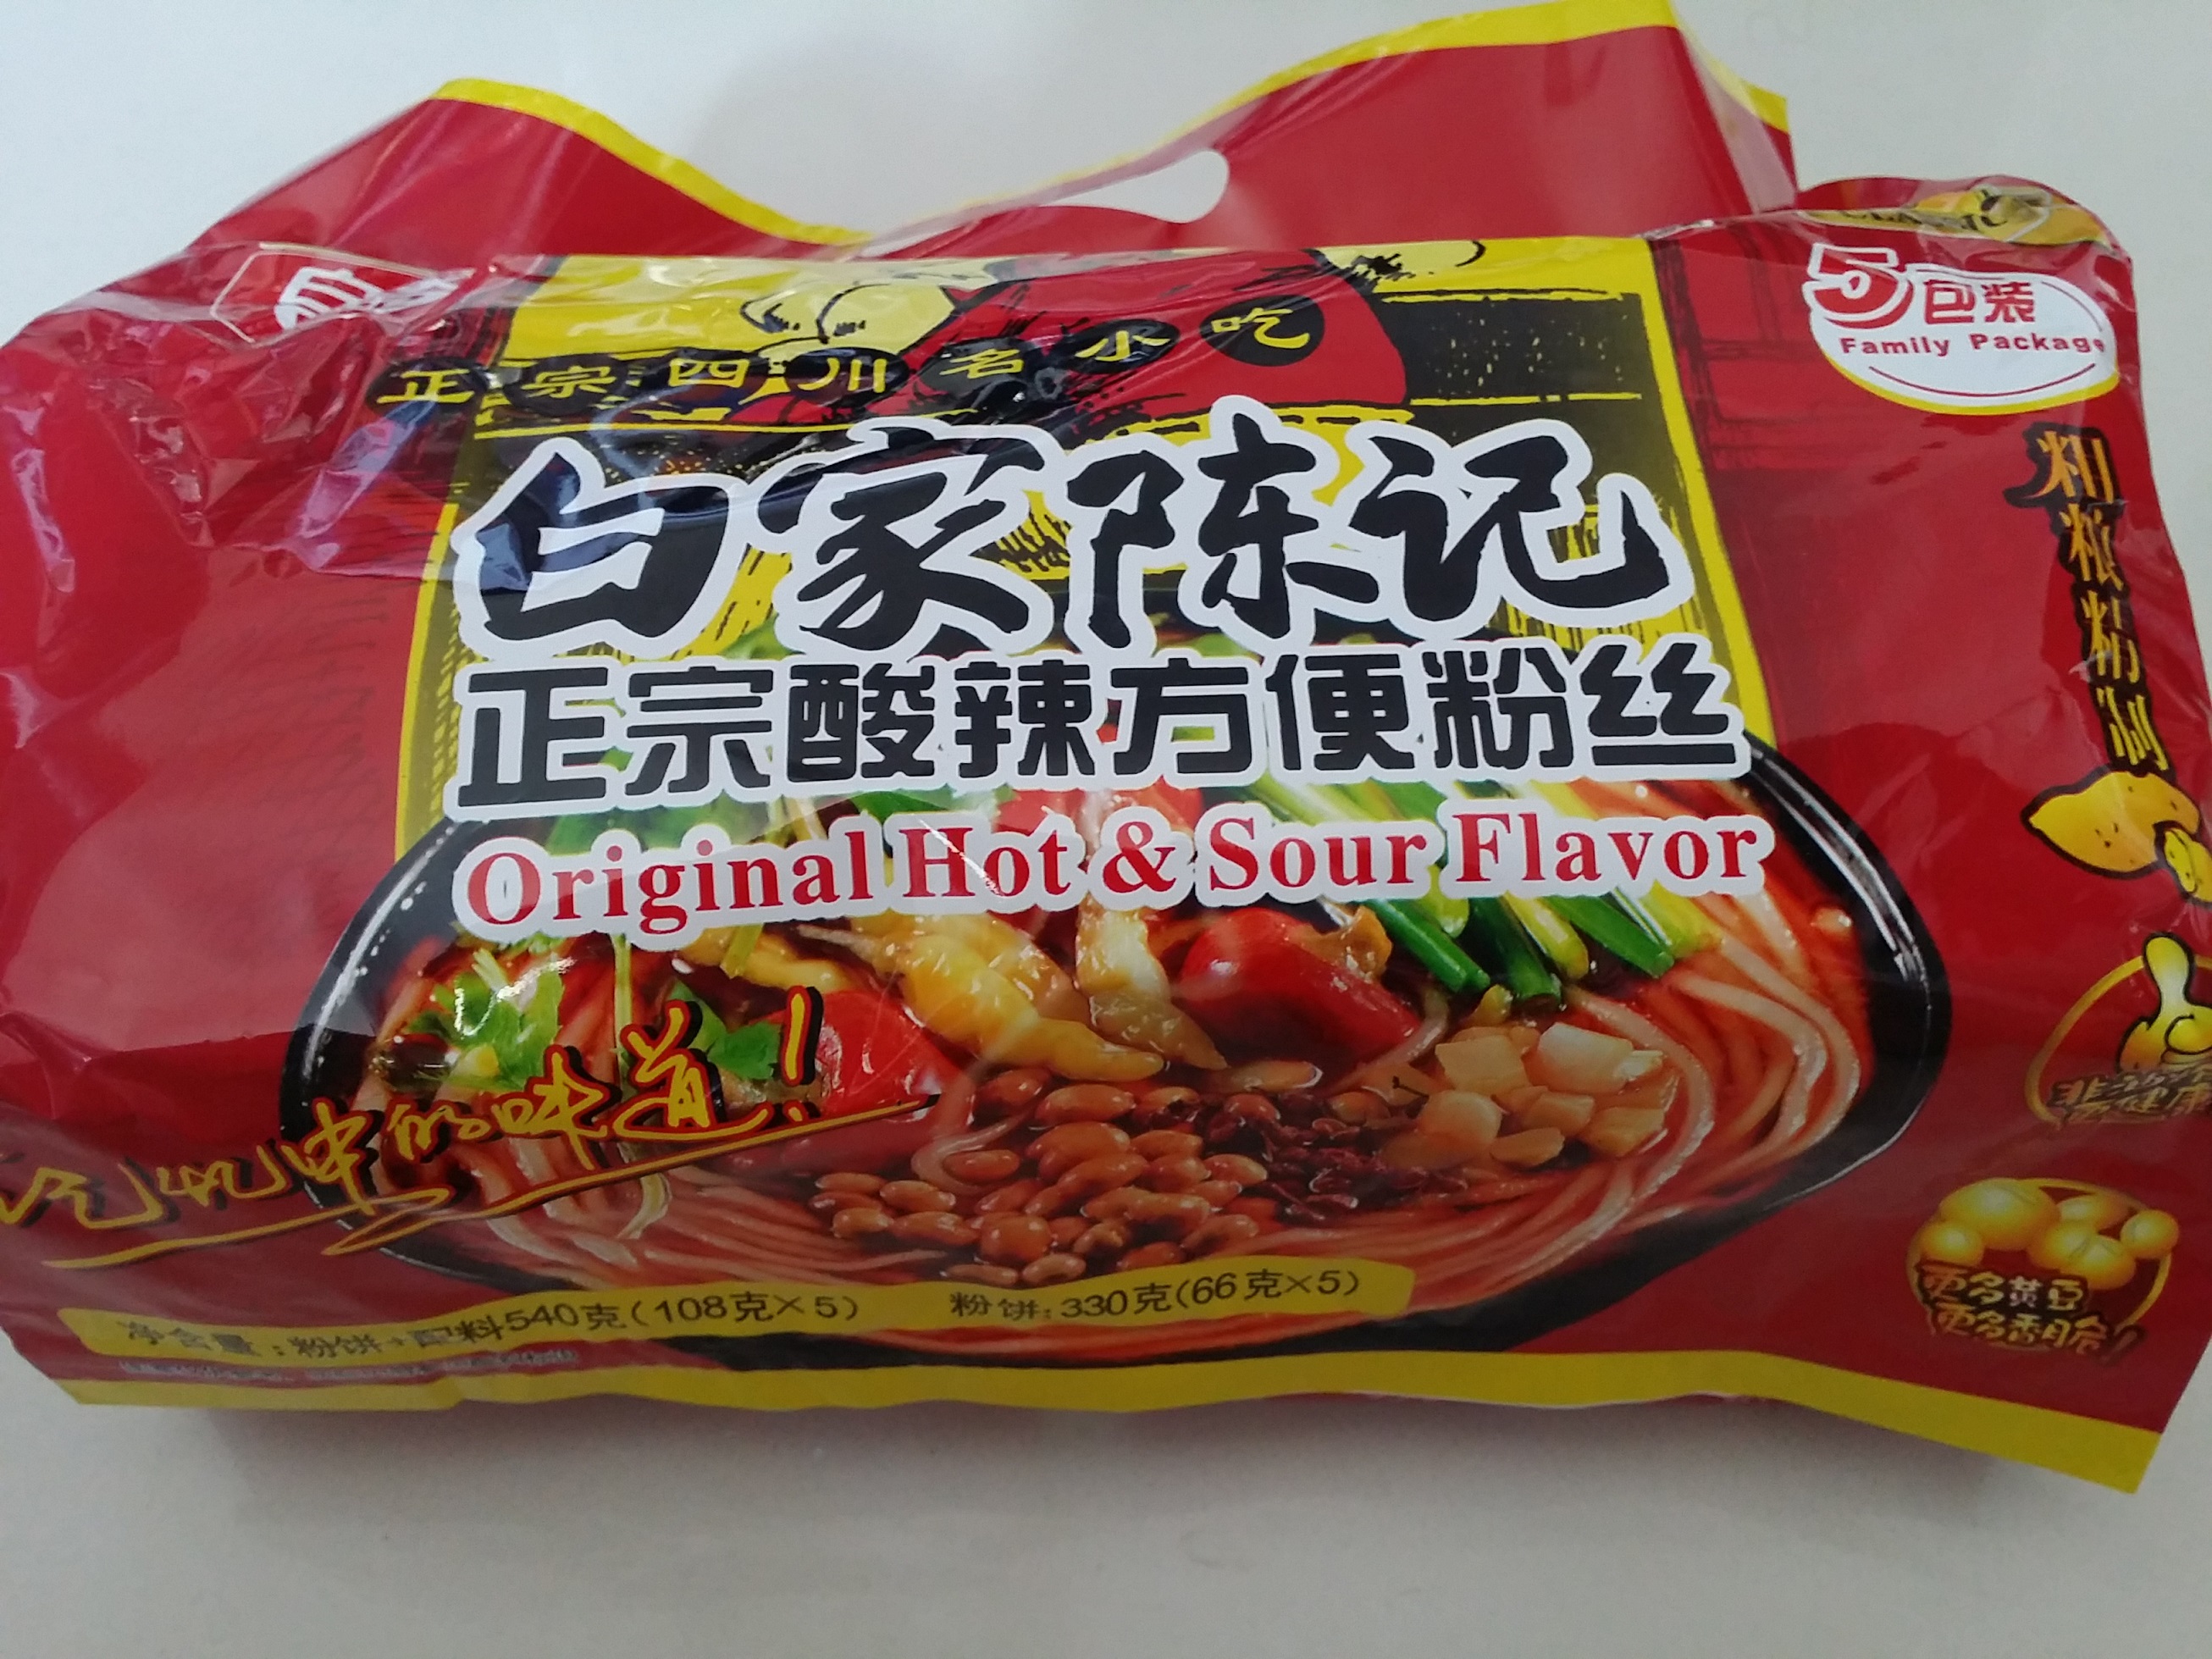 正宗四川名小吃
5包装
Family Package
白家陈记
正宗酸辣方便粉丝
Original Hot & Sour Flavor
粗粮精制
记忆中的味道！
更多黄豆
更多香脆！
净含量：粉饼+配料540克(108克×5) 粉饼：330克(66克×5)